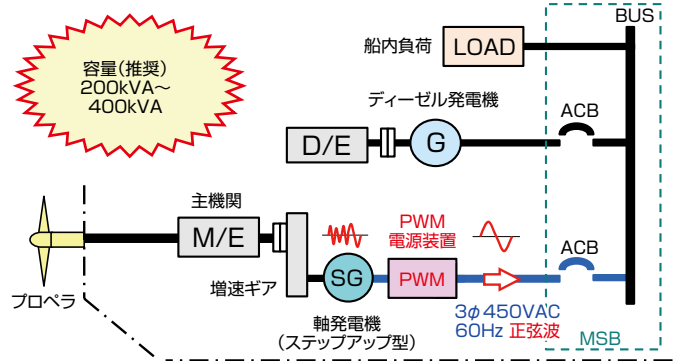 BUS
船内負荷
LOAD
容量(推奨)
200kVA～
400kVA
ディーゼル発電機
ACB
D/E
G
主機関
M/E
PWM
電源装置
ACB
SG
PWM
プロペラ
増速ギア
軸発電機
(ステップアップ型)
3φ 450VAC
60Hz 正弦波
MSB